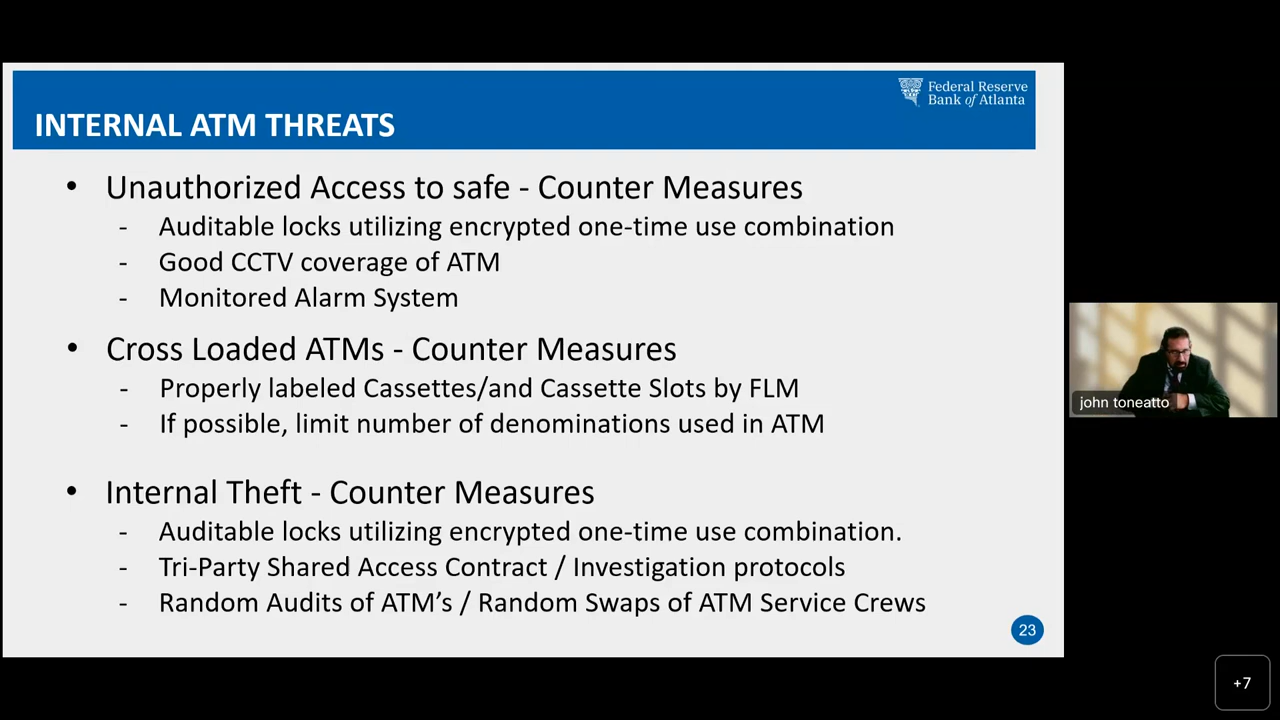 Federal Reserve
Bank of Atlanta
INTERNAL ATM THREATS
• Unauthorized Access to safe - Counter Measures
- Auditable locks utilizing encrypted one-time use combination
- Good CCTV coverage of ATM
- Monitored Alarm System
• Cross Loaded ATMs - Counter Measures
- Properly labeled Cassettes/and Cassette Slots by FLM
- If possible, limit number of denominations used in ATM
• Internal Theft - Counter Measures
- Auditable locks utilizing encrypted one-time use combination.
- Tri-Party Shared Access Contract / Investigation protocols
- Random Audits of ATM’s / Random Swaps of ATM Service Crews
23
john toneatto
+7